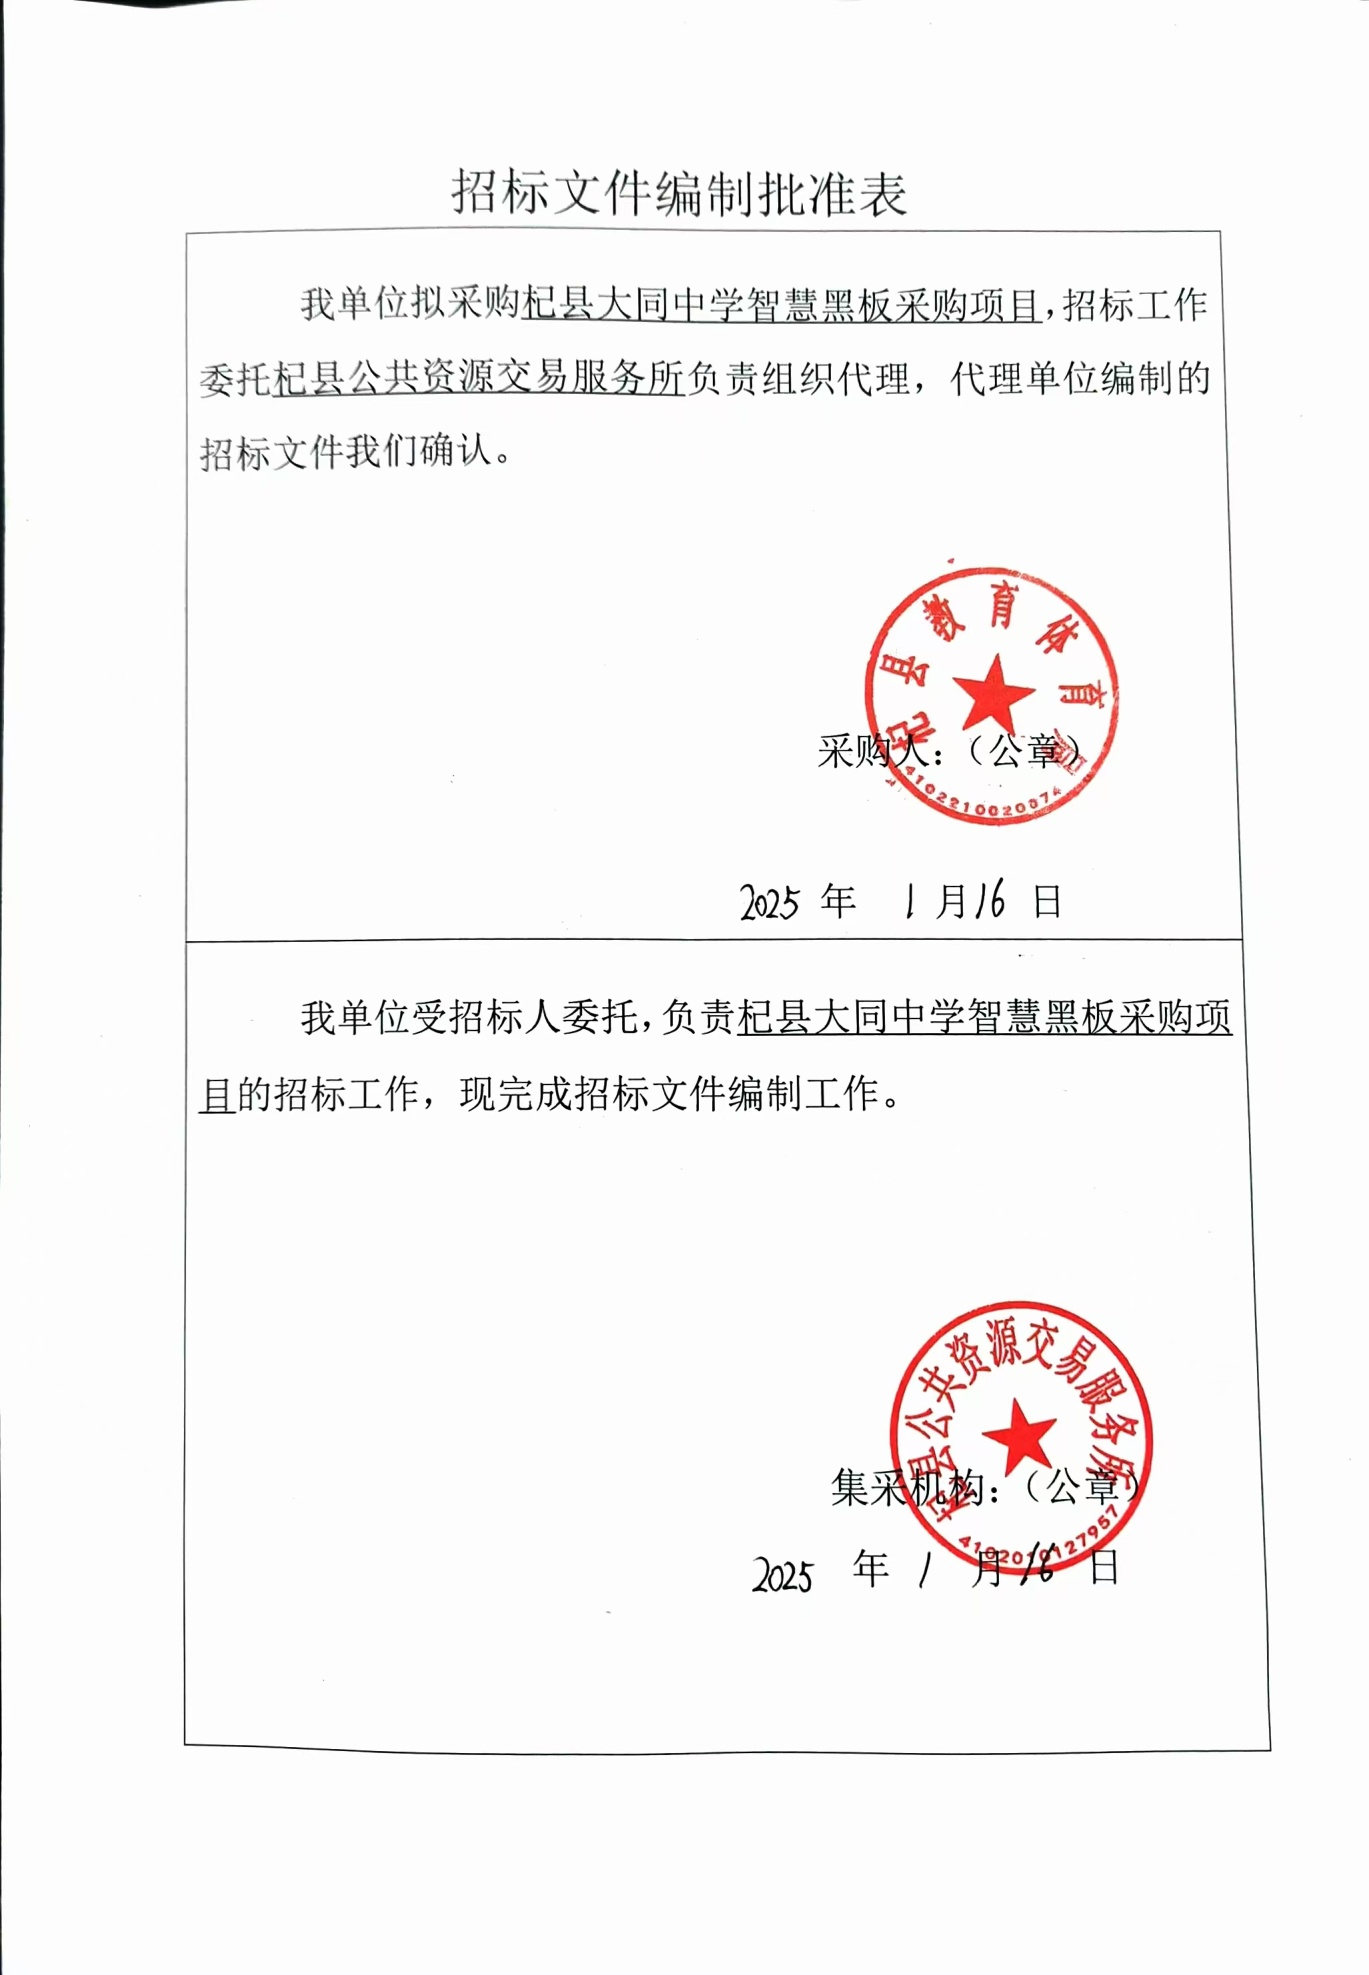 招标文件编制批准表
我单位拟采购杞县大同中学智慧黑板采购项目，招标工作
委托杞县公共资源交易服务所负责组织代理，代理单位编制的
招标文件我们确认。
杞县教育体育局
采购人：（公章）
4102210020074
2025 年 1 月 16 日
我单位受招标人委托，负责杞县大同中学智慧黑板采购项
目的招标工作，现完成招标文件编制工作。
杞县公共资源交易服务所
集采机构：（公章）
4102010127957
2025 年 1 月 16 日